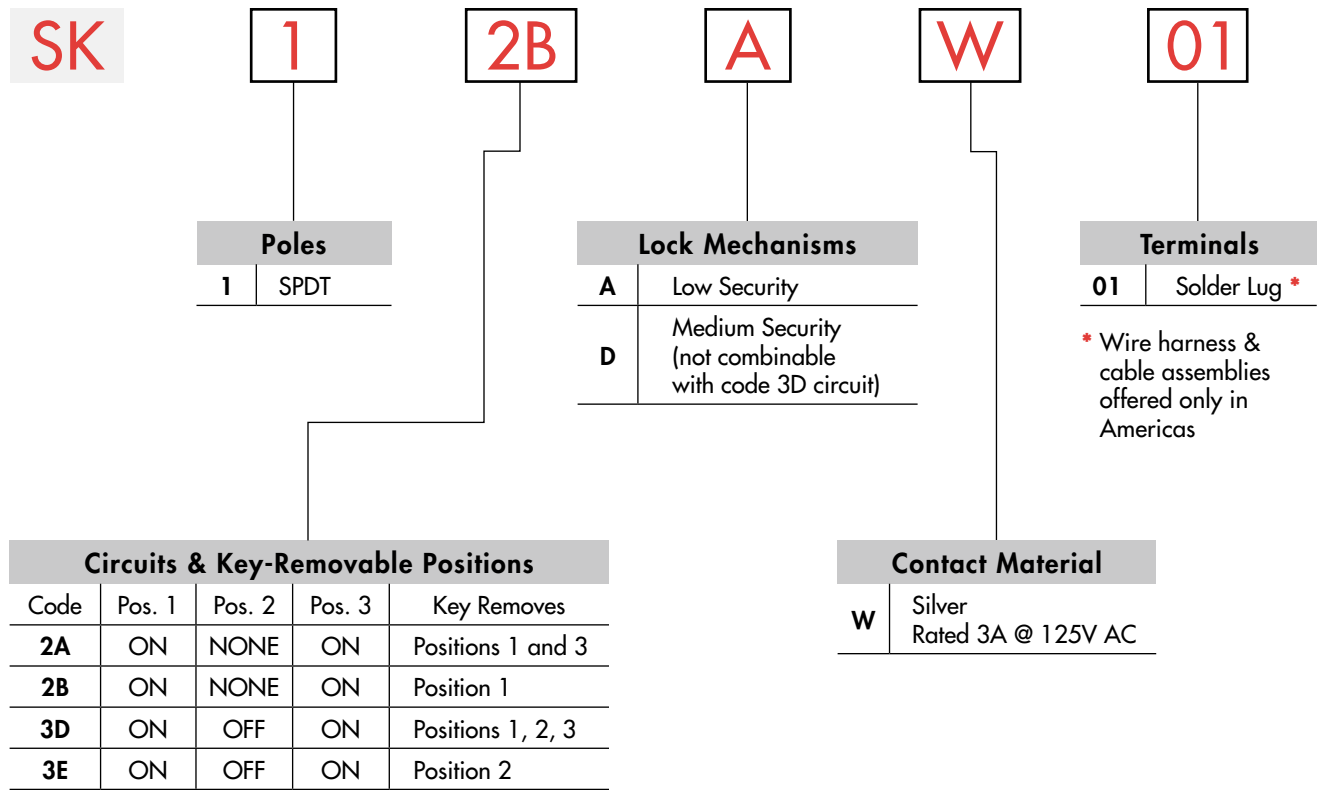 SK 1 2B A W 01
Poles
1 SPDT
Lock Mechanisms
A Low Security
D Medium Security
(not combinable
with code 3D circuit)
Terminals
01 Solder Lug *
* Wire harness &
cable assemblies
offered only in
Americas
Circuits & Key-Removable Positions
Code Pos. 1 Pos. 2 Pos. 3 Key Removes
2A ON NONE ON Positions 1 and 3
2B ON NONE ON Position 1
3D ON OFF ON Positions 1, 2, 3
3E ON OFF ON Position 2
Contact Material
W Silver
Rated 3A @ 125V AC